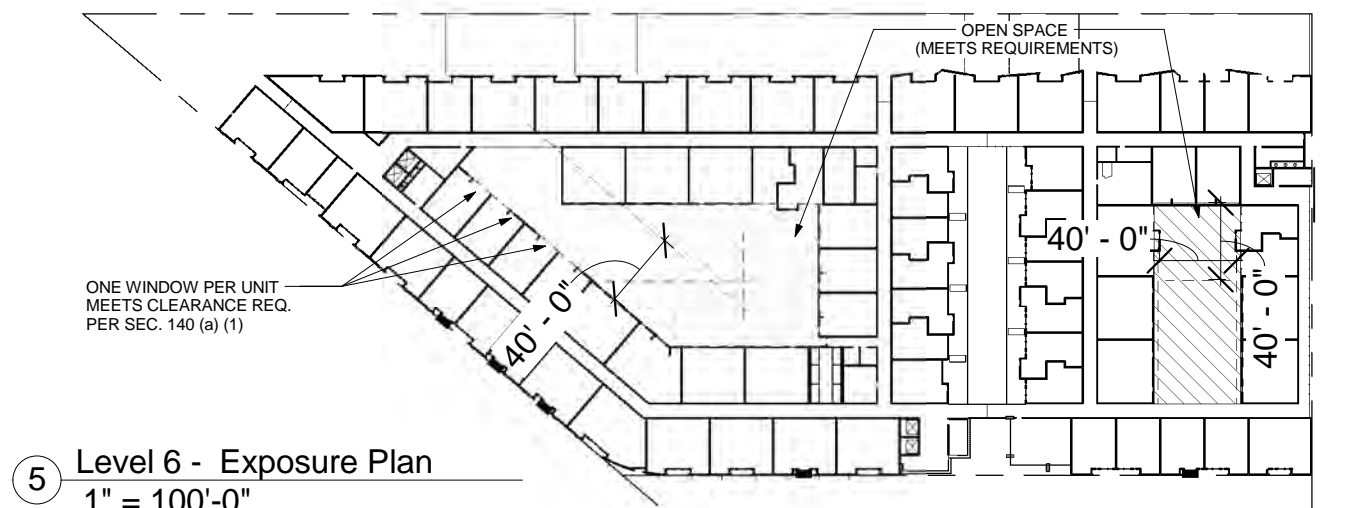 OPEN SPACE
(MEETS REQUIREMENTS)
40' - 0"
40' - 0"
ONE WINDOW PER UNIT
MEETS CLEARANCE REQ.
PER SEC. 140 (a) (1)
40' - 0"
5 Level 6 - Exposure Plan
1" = 100'-0"